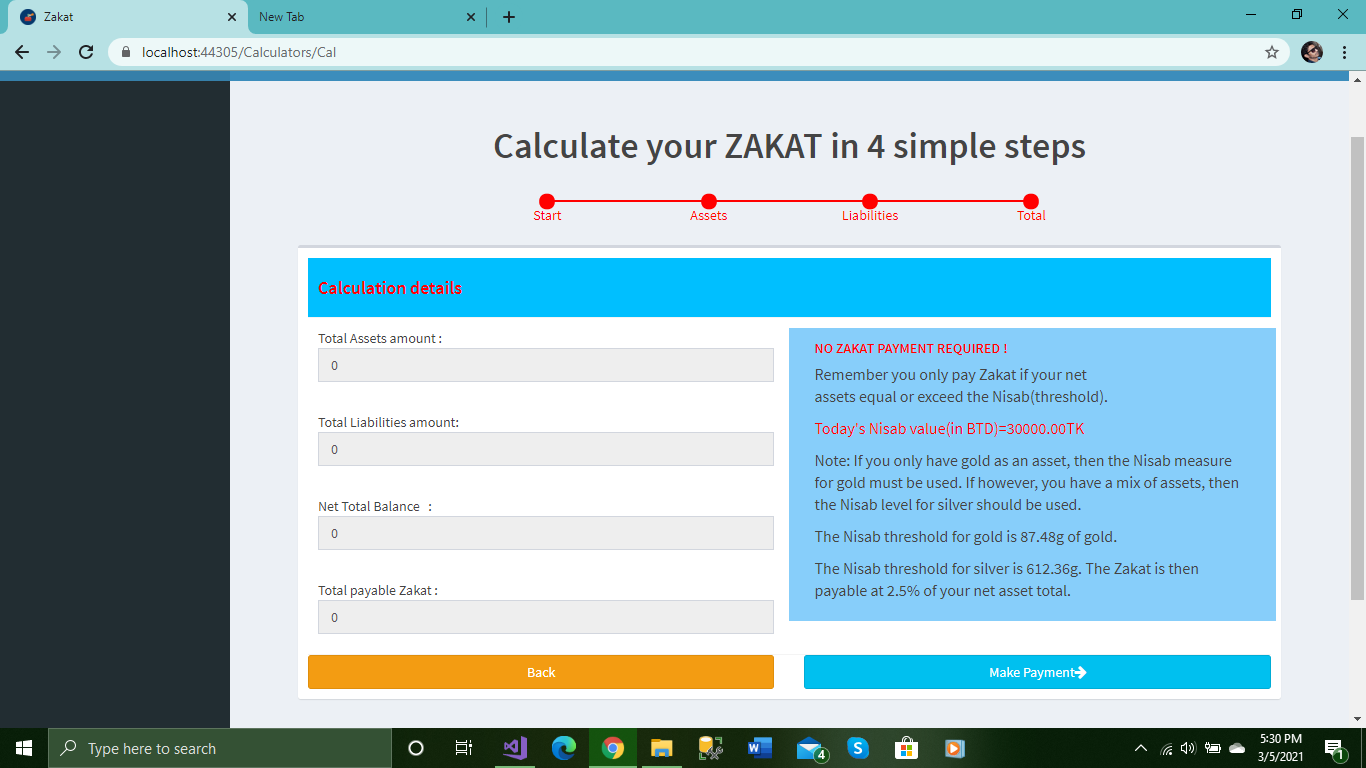 Zakat
New Tab
localhost:44305/Calculators/Cal
Calculate your ZAKAT in 4 simple steps
Start
Assets
Liabilities
Total
Calculation details
Total Assets amount :
0
Total Liabilities amount:
0
Net Total Balance :
0
Total payable Zakat :
0
NO ZAKAT PAYMENT REQUIRED !
Remember you only pay Zakat if your net
assets equal or exceed the Nisab(threshold).
Today's Nisab value(in BTD)=30000.00TK
Note: If you only have gold as an asset, then the Nisab measure
for gold must be used. If however, you have a mix of assets, then
the Nisab level for silver should be used.
The Nisab threshold for gold is 87.48g of gold.
The Nisab threshold for silver is 612.36g. The Zakat is then
payable at 2.5% of your net asset total.
Back
Make Payment
Type here to search
4
5:30 PM
3/5/2021
1